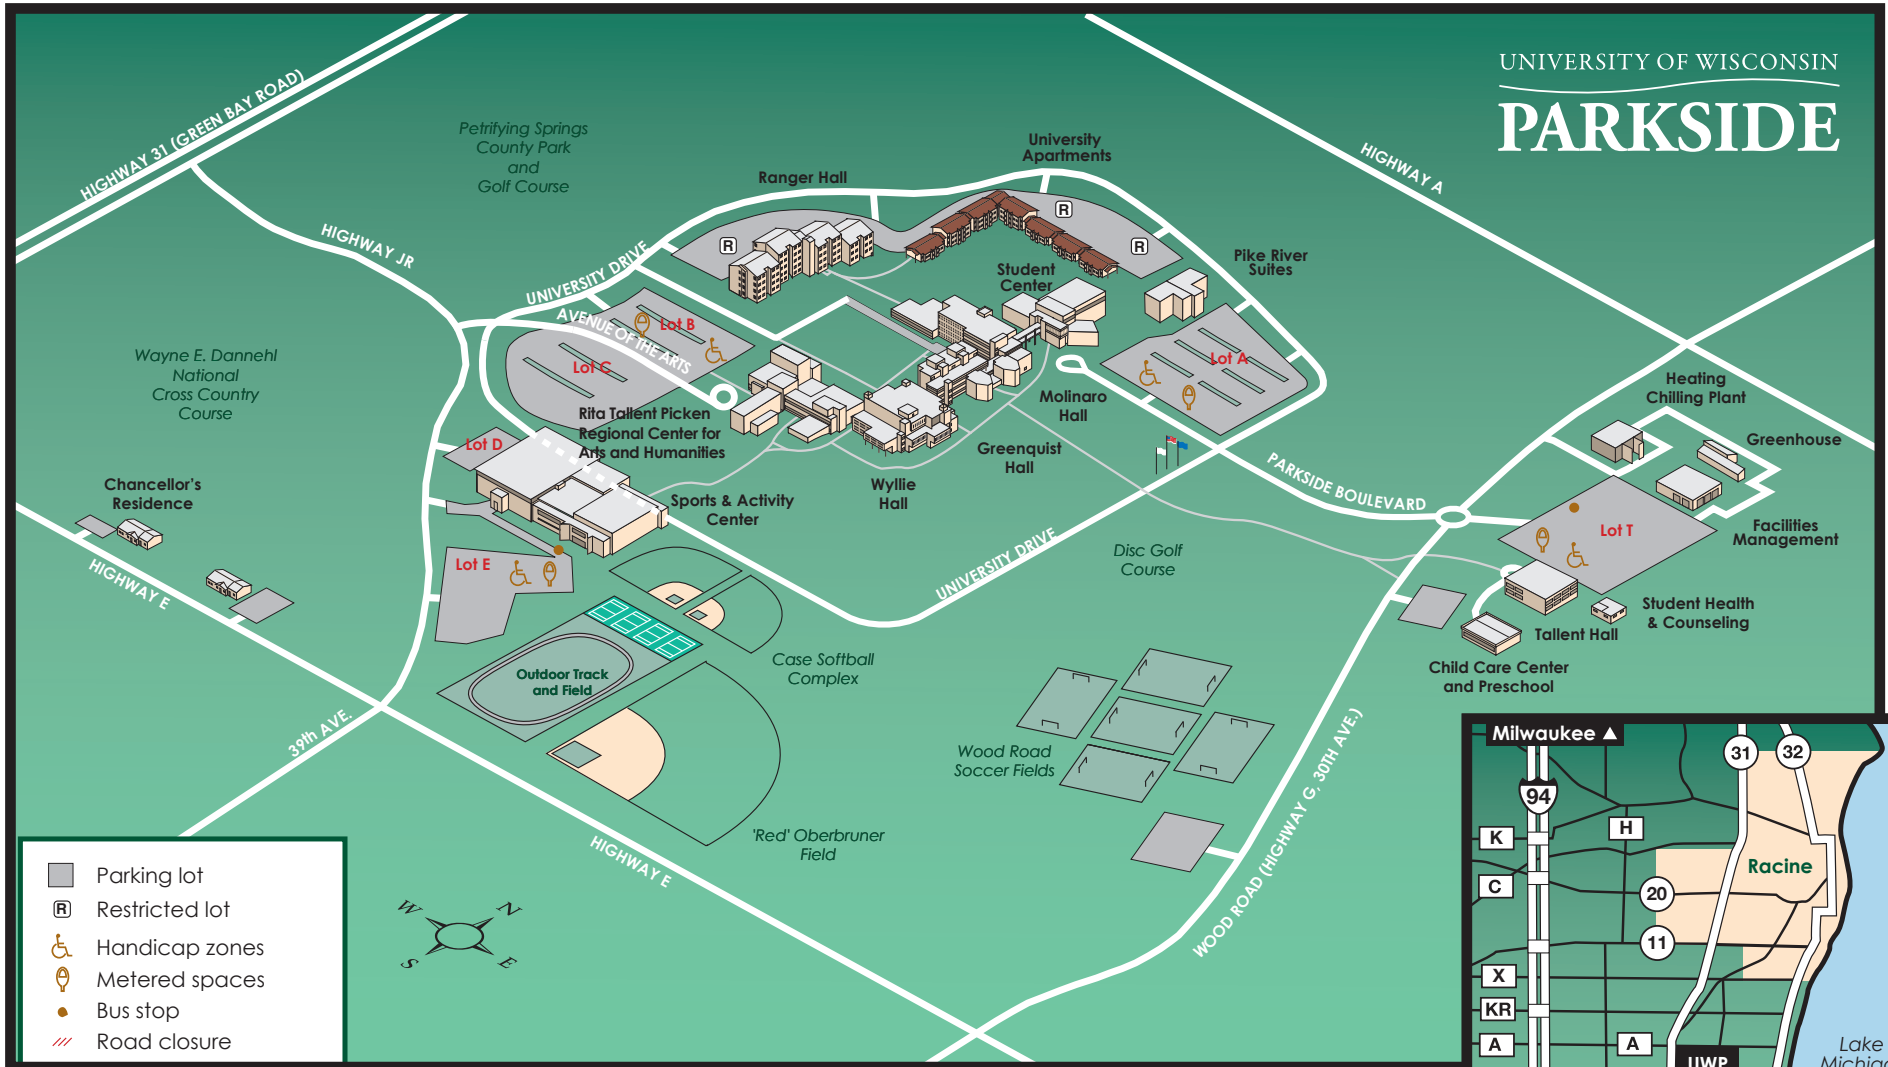 UNIVERSITY OF WISCONSIN
PARKSIDE
HIGHWAY 31 (GREEN BAY ROAD)
Petrifying Springs
County Park
and
Golf Course
University
Apartments
Ranger Hall
R
R
R
HIGHWAY A
HIGHWAY JR
UNIVERSITY DRIVE
Student
Center
Pike River
Suites
AVENUE OF THE ARTS
Lot B
Lot C
Lot A
Wayne E. Dannehl
National
Cross Country
Course
Rita Tallent Picken
Regional Center for
Arts and Humanities
Molinaro
Hall
Heating
Chilling Plant
Greenhouse
Lot D
Greenquist
Hall
PARKSIDE BOULEVARD
Chancellor's
Residence
Sports & Activity
Center
Wyllie
Hall
Lot T
Facilities
Management
HIGHWAY E
Lot E
UNIVERSITY DRIVE
Disc Golf
Course
Student Health
& Counseling
Tallent Hall
Child Care Center
and Preschool
Outdoor Track
and Field
Case Softball
Complex
39th AVE.
Wood Road
Soccer Fields
'Red' Oberbruner
Field
HIGHWAY E
WOOD ROAD (HIGHWAY G, 30TH AVE.)
Parking lot
R
Restricted lot
Handicap zones
Metered spaces
Bus stop
Road closure
W
N
S
E
Milwaukee
31
32
94
K
H
C
Racine
20
11
X
KR
A
A
UWP
Lake
Michig